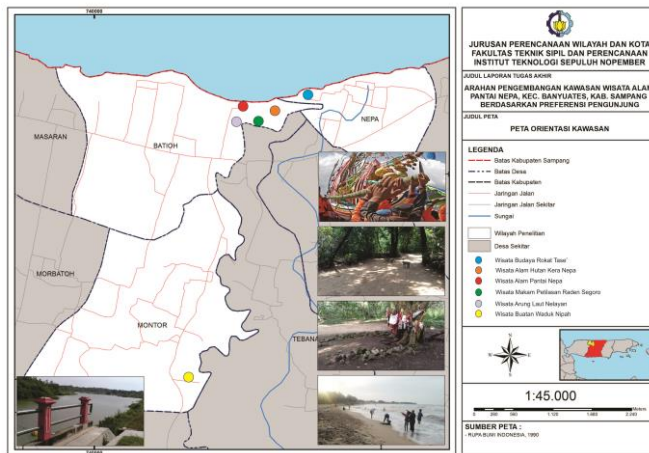 MASARAN
BATIOH
NEPA
MORBATOH
MONTOR
JURUSAN PERENCANAAN WILAYAH DAN KOTA
FAKULTAS TEKNIK SIPIL DAN PERENCANAAN
INSTITUT TEKNOLOGI SEPULUH NOPEMBER
JUDUL LAPORAN TUGAS AKHIR
ARAHAN PENGEMBANGAN KAWASAN WISATA ALAM
PANTAI NEPA, KEC. BANYUATES, KAB. SAMPANG
BERDASARKAN PREFERENSI PENGUNJUNG
JUDUL PETA
PETA ORIENTASI KAWASAN
LEGENDA
Batas Kabupaten Sampang
Batas Desa
Batas Kabupaten
Jaringan Jalan
Jaringan Jalan Sekitar
Sungai
Wilayah Penelitian
Desa Sekitar
Wisata Budaya Rokat Tase'
Wisata Alam Hutan Kera Nepa
Wisata Alam Pantai Nepa
Wisata Makam Petilasan Raden Segoro
Wisata Arung Laut Nelayan
Wisata Buatan Waduk Nipah
N
S
1:45.000
Meters
SUMBER PETA :
- RUPA BUMI INDONESIA, 1990